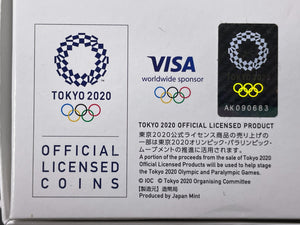 TOKYO 2020
OFFICIAL
LICENSED
COINS
VISA
worldwide sponsor
TOKYO 2020
AK090683
TOKYO 2020 OFFICIAL LICENSED PRODUCT
東京2020公式ライセンス商品の売り上げの
一部は東京2020オリンピック・パラリンピック・
ムーブメントの推進に活用されます。
A portion of the proceeds from the sale of Tokyo 2020
Official Licensed Products will be used to help stage
the Tokyo 2020 Olympic and Paralympic Games.
© IOC © Tokyo 2020 Organising Committee
【製造元】造幣局
Produced by Japan Mint